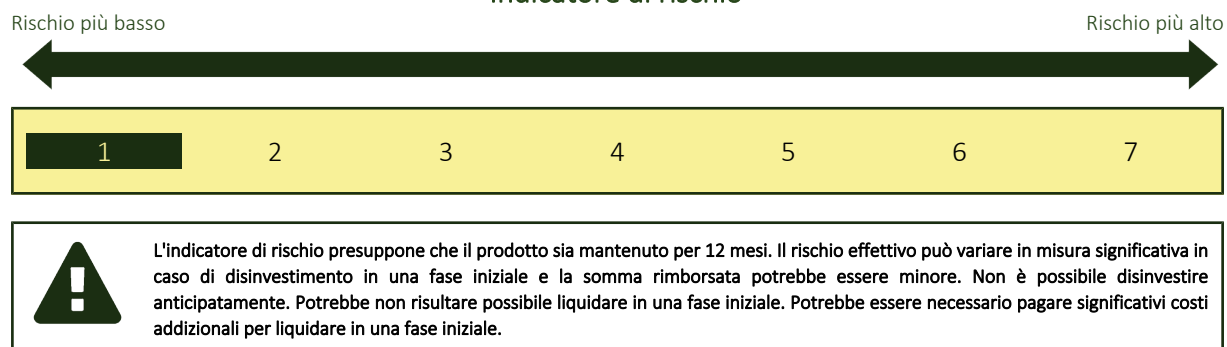 Indicatore di rischio
Rischio più basso
Rischio più alto
1 2 3 4 5 6 7
L'indicatore di rischio presuppone che il prodotto sia mantenuto per 12 mesi. Il rischio effettivo può variare in misura significativa in
caso di disinvestimento in una fase iniziale e la somma rimborsata potrebbe essere minore. Non è possibile disinvestire
anticipatamente. Potrebbe non risultare possibile liquidare in una fase iniziale. Potrebbe essere necessario pagare significativi costi
addizionali per liquidare in una fase iniziale.